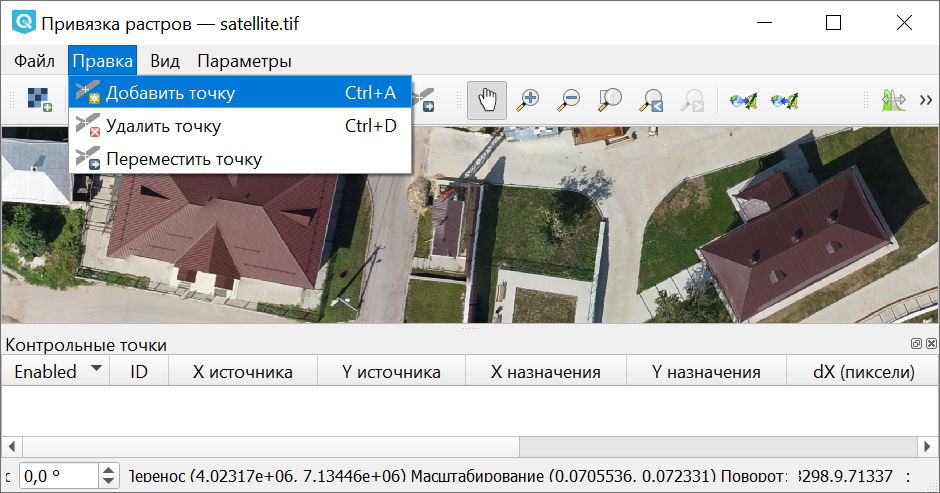 Привязка растров — satellite.tif
Файл Правка Вид Параметры
Добавить точку Ctrl+A
Удалить точку Ctrl+D
Переместить точку
Контрольные точки
Enabled ID X источника Y источника X назначения Y назначения dX (пиксели)
0,0 ° Перенос (4.02317e+06, 7.13446e+06) Масштабирование (0.0705536, 0.072331) Поворот: 3298,9.71337